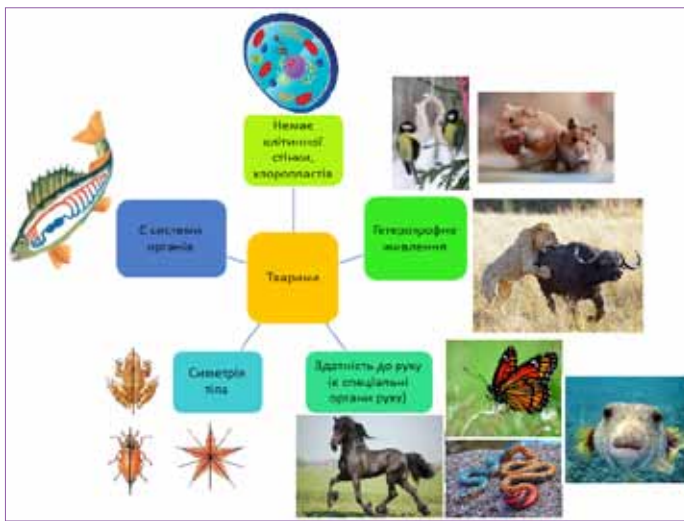 Немає
клітинної
стінки,
хлоропластів
Є системи
органів
Гетеротрофне
живлення
Тварини
Симетрія
тіла
Здатність до руху
(є спеціальні
органи руху)